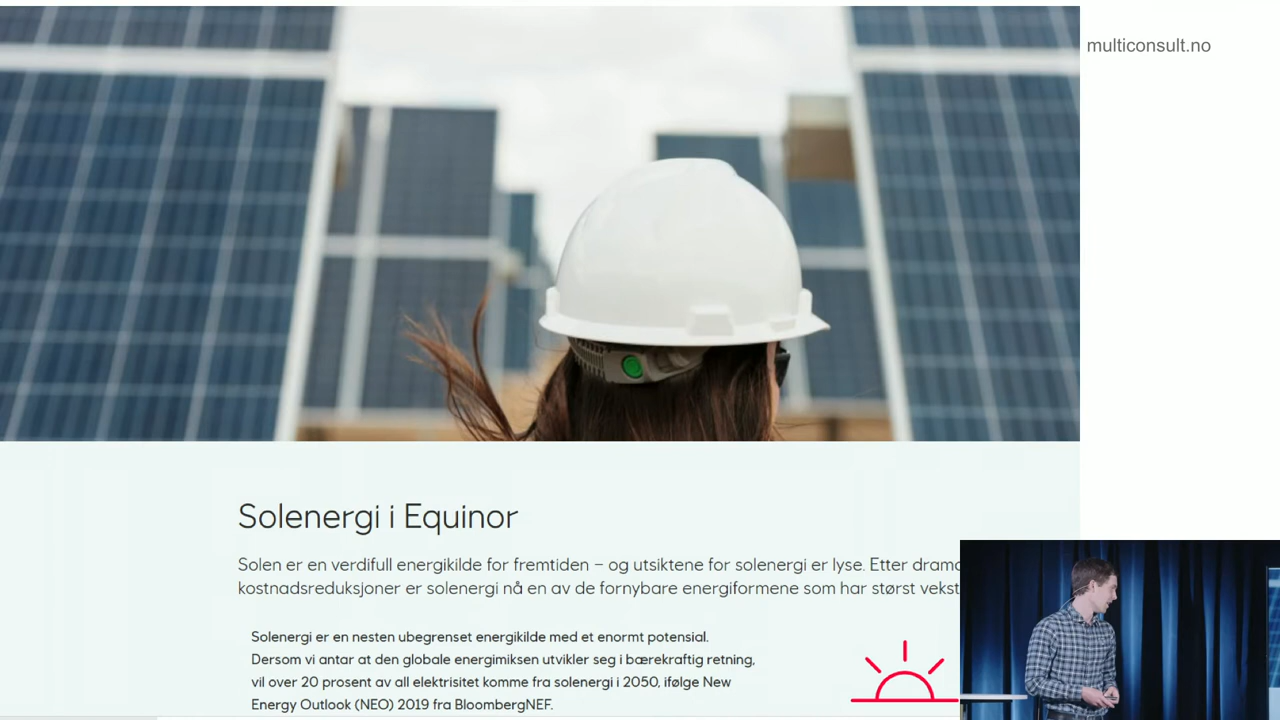 multiconsult.no
Solenergi i Equinor
Solen er en verdifull energikilde for fremtiden – og utsiktene for solenergi er lyse. Etter
kostnadsreduksjoner er solenergi nå en av de fornybare energiformene som har størst
Solenergi er en nesten ubegrenset energikilde med et enormt potensial.
Dersom vi antar at den globale energimiksen utvikler seg i bærekraftig retning,
vil over 20 prosent av all elektrisitet komme fra solenergi i 2050, ifølge New
Energy Outlook (NEO) 2019 fra BloombergNEF.